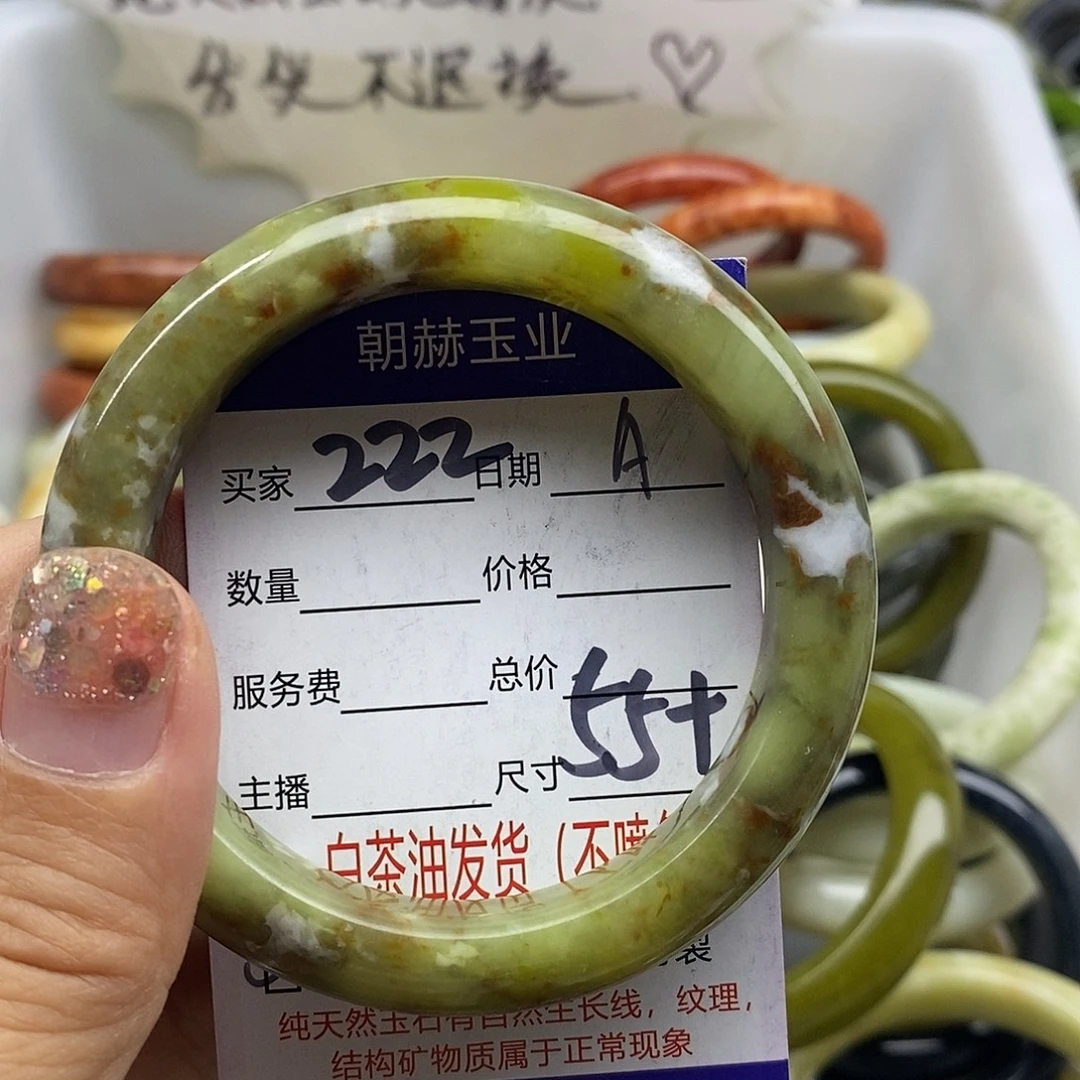 售出不退换
朝赫玉业
买家 222 日期 A
数量 价格
服务费 总价
主播 尺寸 55+
白茶油发货(不喷
裂
纯天然玉石有自然生长线,纹理,
结构矿物质属于正常现象